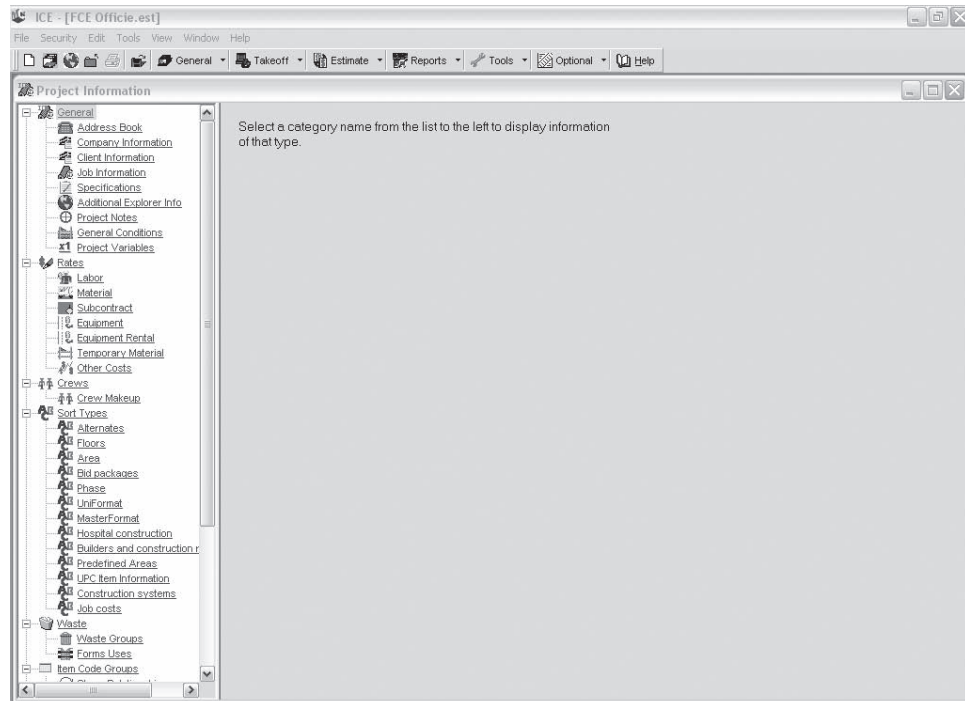 ICE - [FCE Officie.est]
File Security Edit Tools View Window Help
General Takeoff Estimate Reports Tools Optional Help
Project Information
General
Address Book
Company Information
Client Information
Job Information
Specifications
Additional Explorer Info
Project Notes
General Conditions
x1 Project Variables
Rates
Labor
Material
Subcontract
Equipment
Equipment Rental
Temporary Material
Other Costs
Crews
Crew Makeup
Sort Types
Alternates
Floors
Area
Bid packages
Phase
UniFormat
MasterFormat
Hospital construction
Builders and construction r
Predefined Areas
UPC Item Information
Construction systems
Job costs
Waste
Waste Groups
Forms Uses
Item Code Groups
Select a category name from the list to the left to display information
of that type.